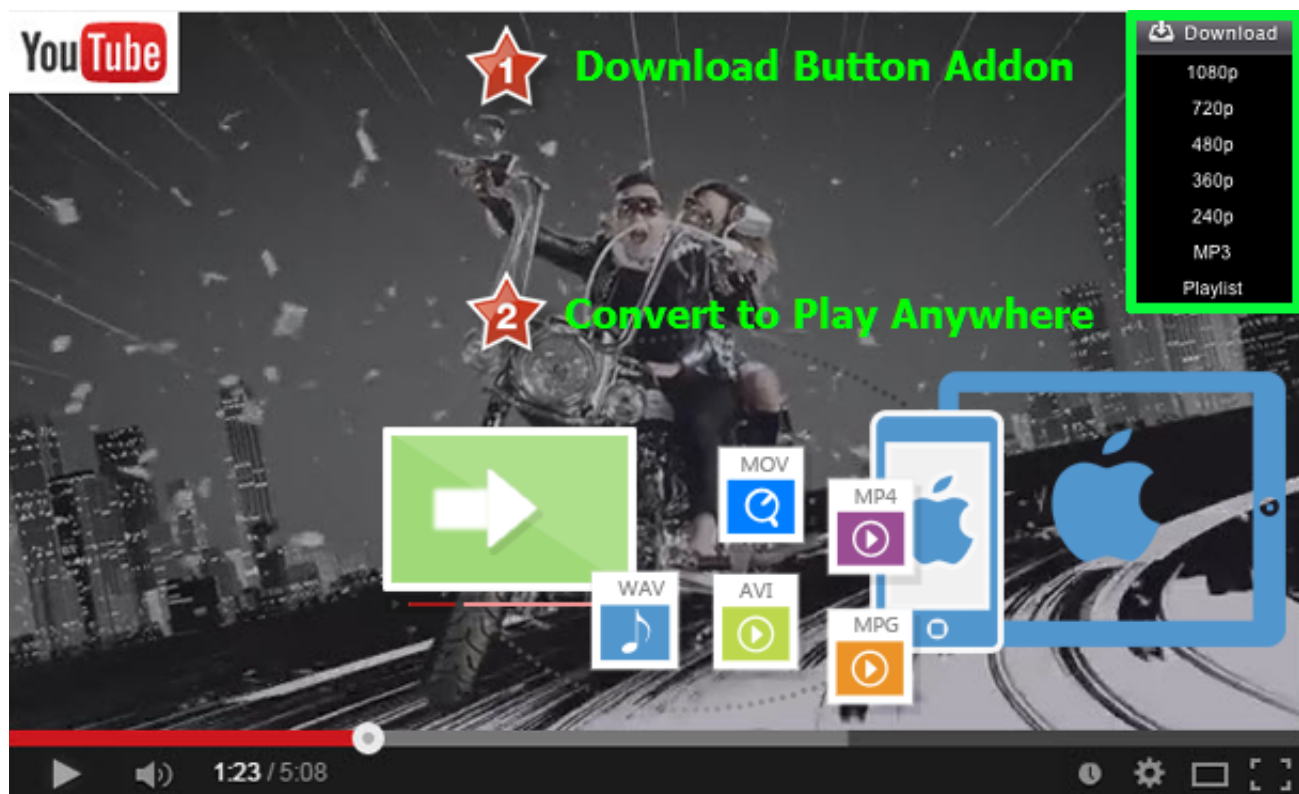 YouTube
1 Download Button Addon
Download
1080p
720p
480p
360p
240p
MP3
Playlist
2 Convert to Play Anywhere
MOV
MP4
WAV
AVI
MPG
1:23 / 5:08